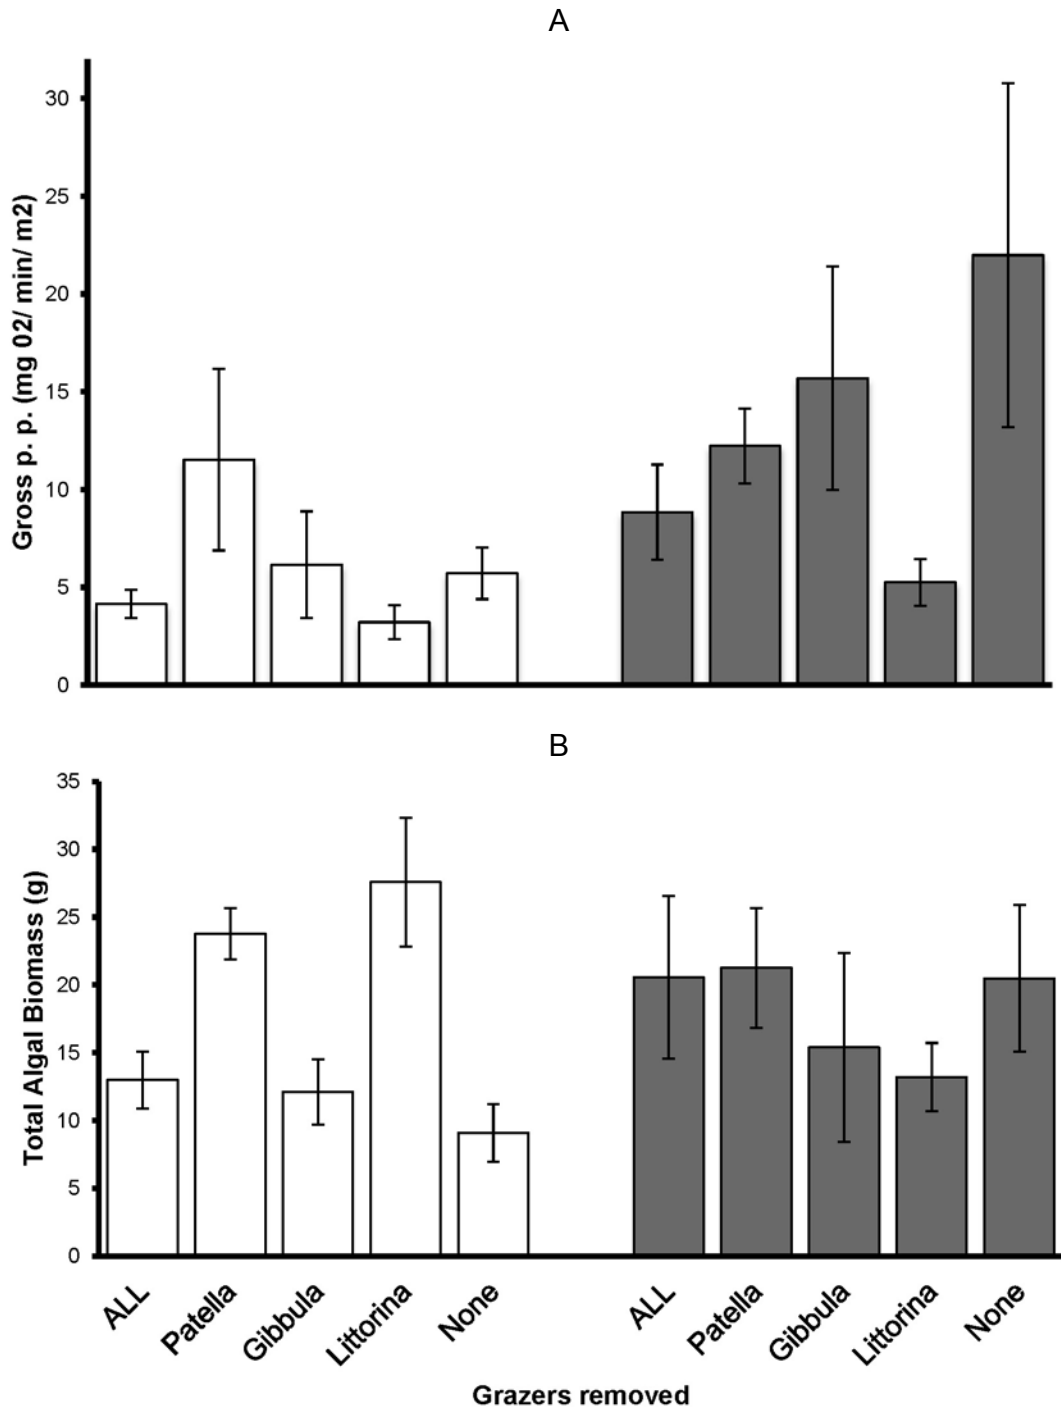 A
Gross p. p. (mg 02/ min/ m2)
30
25
20
15
10
5
0
B
Total Algal Biomass (g)
35
30
25
20
15
10
5
0
ALL
Patella
Gibbula
Littorina
None
ALL
Patella
Gibbula
Littorina
None
Grazers removed